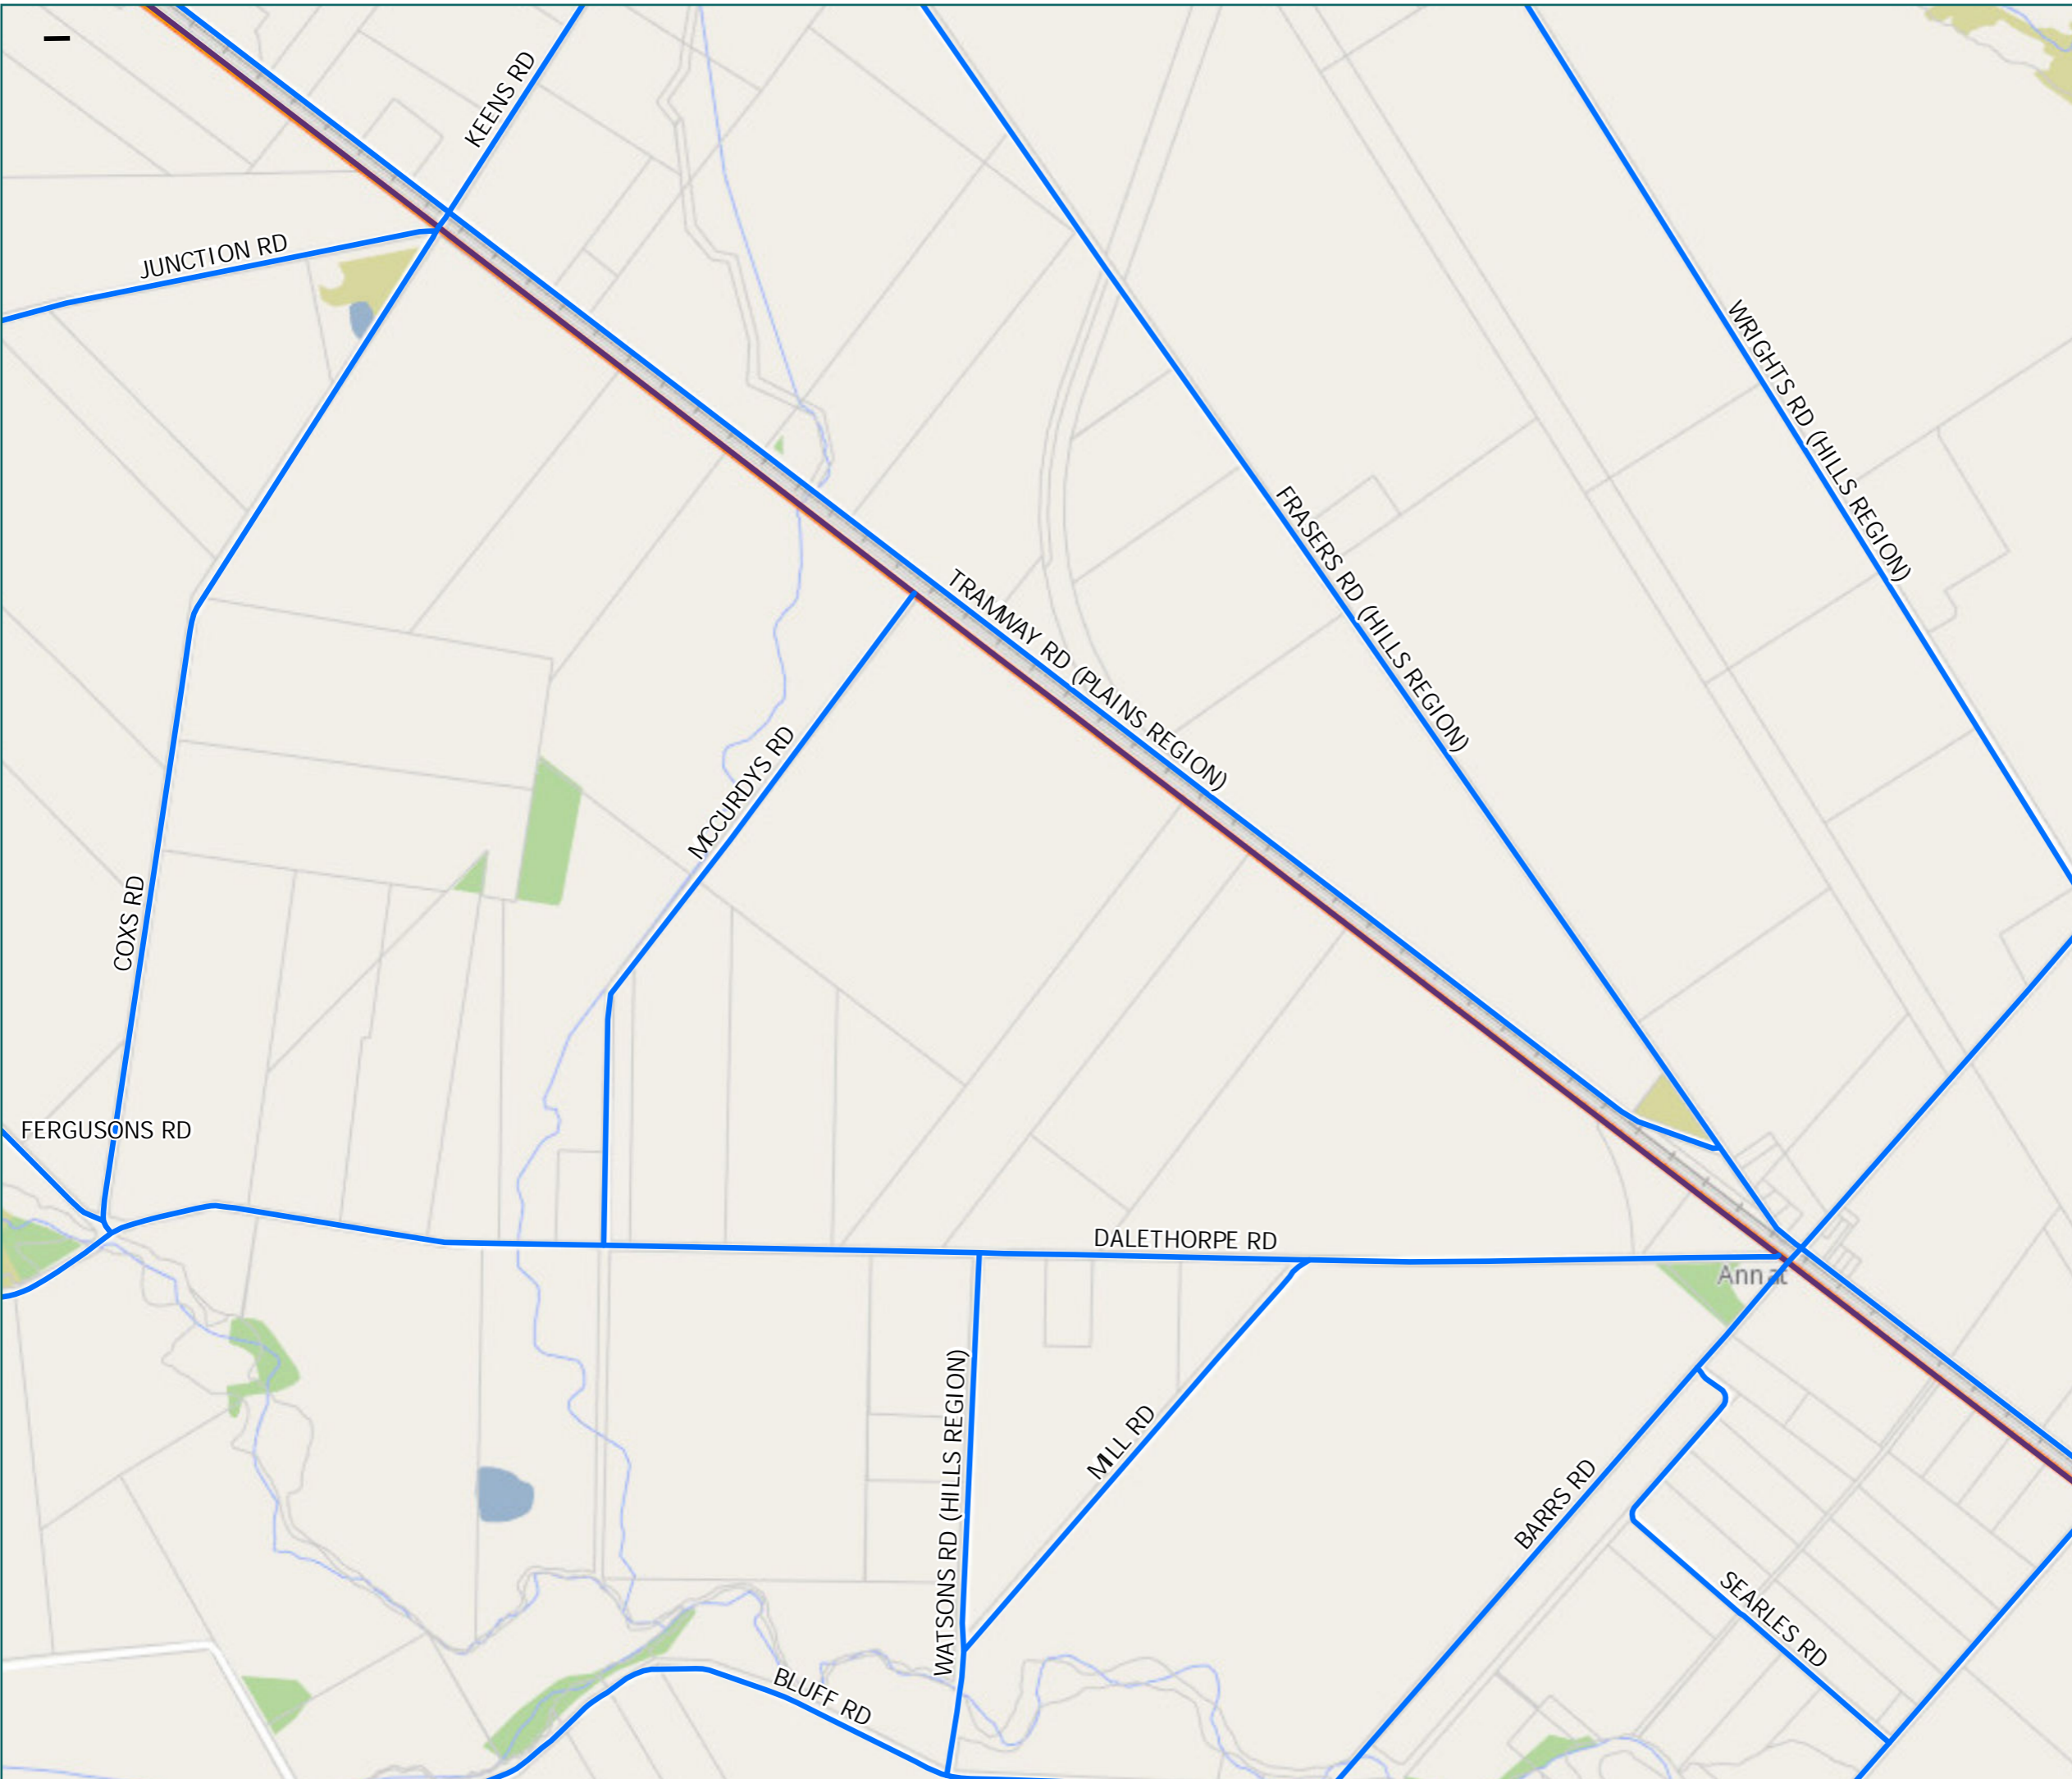 KEENS RD
JUNCTION RD
WRIGHTS RD (HILLS REGION)
FRASERS RD (HILLS REGION)
TRAMWAY RD (PLAINS REGION)
MCCURDYS RD
COXS RD
FERGUSONS RD
DALETHORPE RD
Annat
WATSONS RD (HILLS REGION)
MILL RD
BARRS RD
SEARLES RD
BLUFF RD